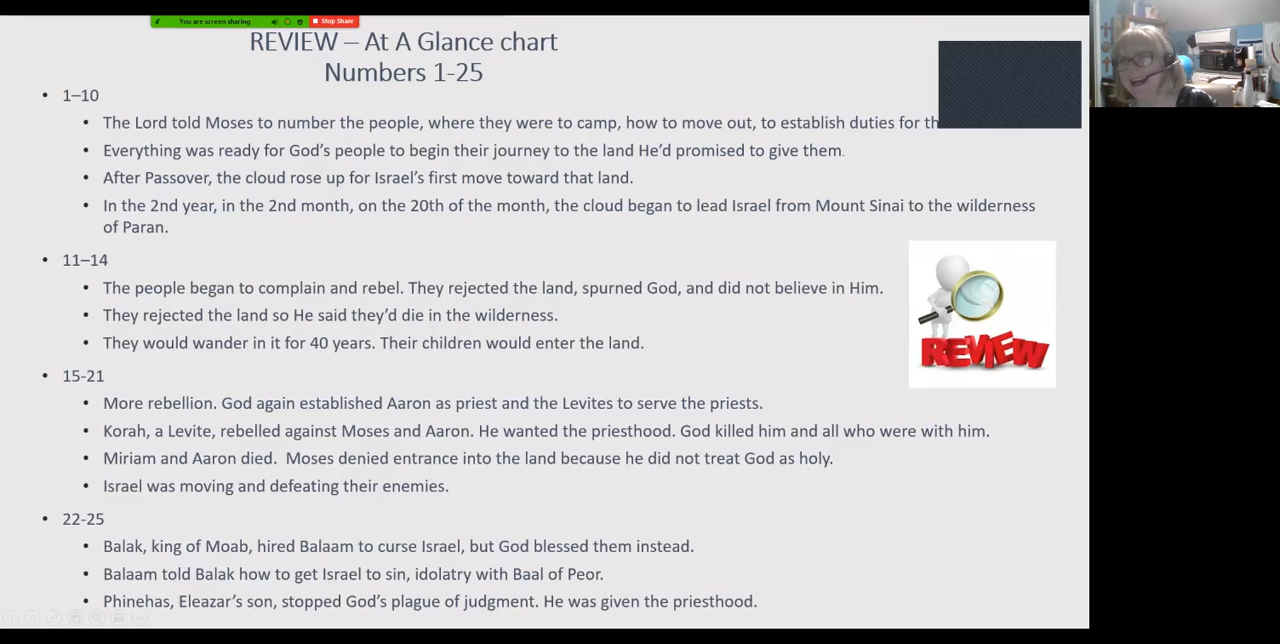 You are screen sharing
Stop Share
REVIEW – At A Glance chart
Numbers 1-25
• 1–10
• The Lord told Moses to number the people, where they were to camp, how to move out, to establish duties for
• Everything was ready for God's people to begin their journey to the land He'd promised to give them.
• After Passover, the cloud rose up for Israel's first move toward that land.
• In the 2nd year, in the 2nd month, on the 20th of the month, the cloud began to lead Israel from Mount Sinai to the wilderness
of Paran.
• 11–14
• The people began to complain and rebel. They rejected the land, spurned God, and did not believe in Him.
• They rejected the land so He said they'd die in the wilderness.
• They would wander in it for 40 years. Their children would enter the land.
REVIEW
• 15-21
• More rebellion. God again established Aaron as priest and the Levites to serve the priests.
• Korah, a Levite, rebelled against Moses and Aaron. He wanted the priesthood. God killed him and all who were with him.
• Miriam and Aaron died.  Moses denied entrance into the land because he did not treat God as holy.
• Israel was moving and defeating their enemies.
• 22-25
• Balak, king of Moab, hired Balaam to curse Israel, but God blessed them instead.
• Balaam told Balak how to get Israel to sin, idolatry with Baal of Peor.
• Phinehas, Eleazar's son, stopped God's plague of judgment. He was given the priesthood.